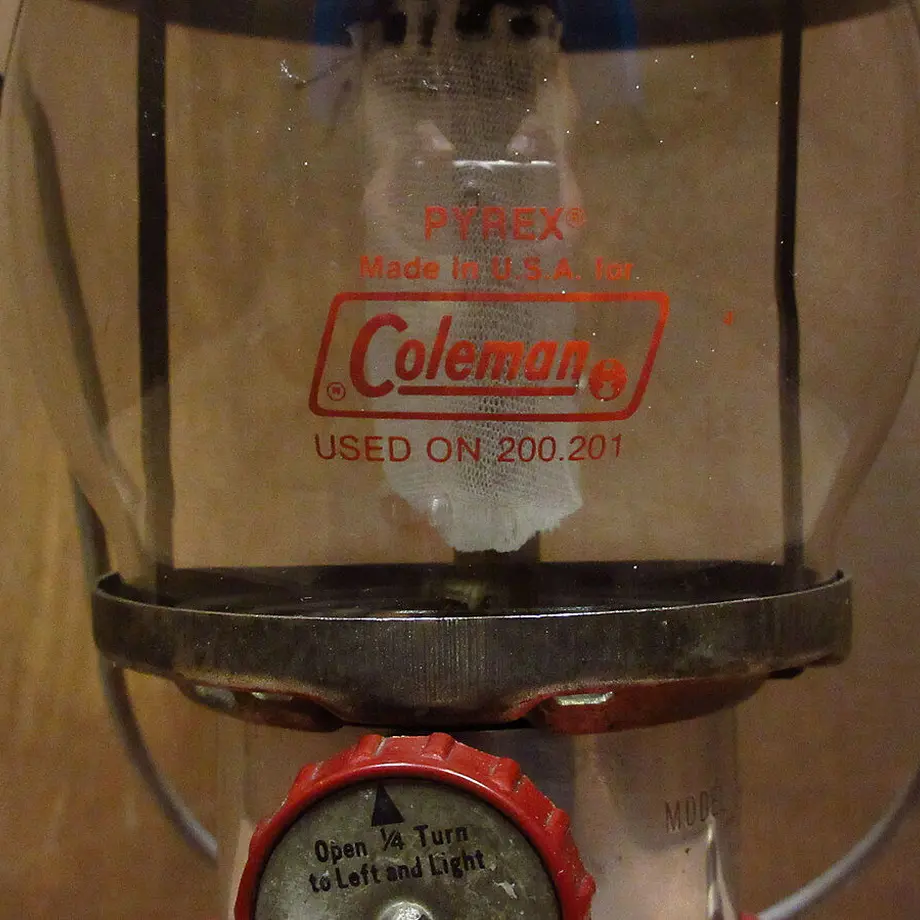 PYREX®
Made in U.S.A. for
Coleman ®
USED ON 200.201
Open ¼ Turn
to Left and Light